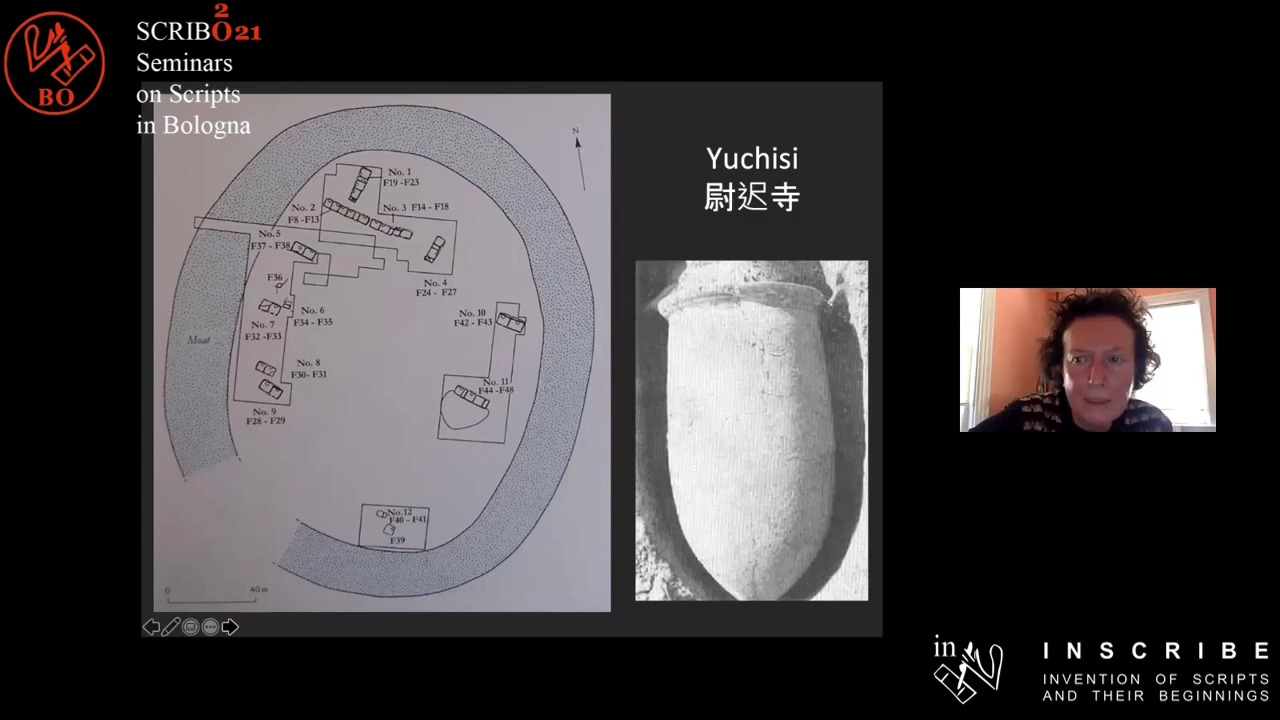 SCRIBO21
2
Seminars
on Scripts
in Bologna
BO
N
No. 1
F19 -F23
No. 2
F8 - F13
No. 3 F14 - F18
No. 5
F37 - F38
No. 4
F24 - F27
F36
No. 6
F34 - F35
No. 7
F32 - F33
No. 10
F42 - F43
Moat
No. 8
F30- F31
No. 11
F44 -F48
No. 9
F28 - F29
No.12
F40 - F41
F39
0 40 m
Yuchisi
尉迟寺
in
INSCRIBE
INVENTION OF SCRIPTS
AND THEIR BEGINNINGS